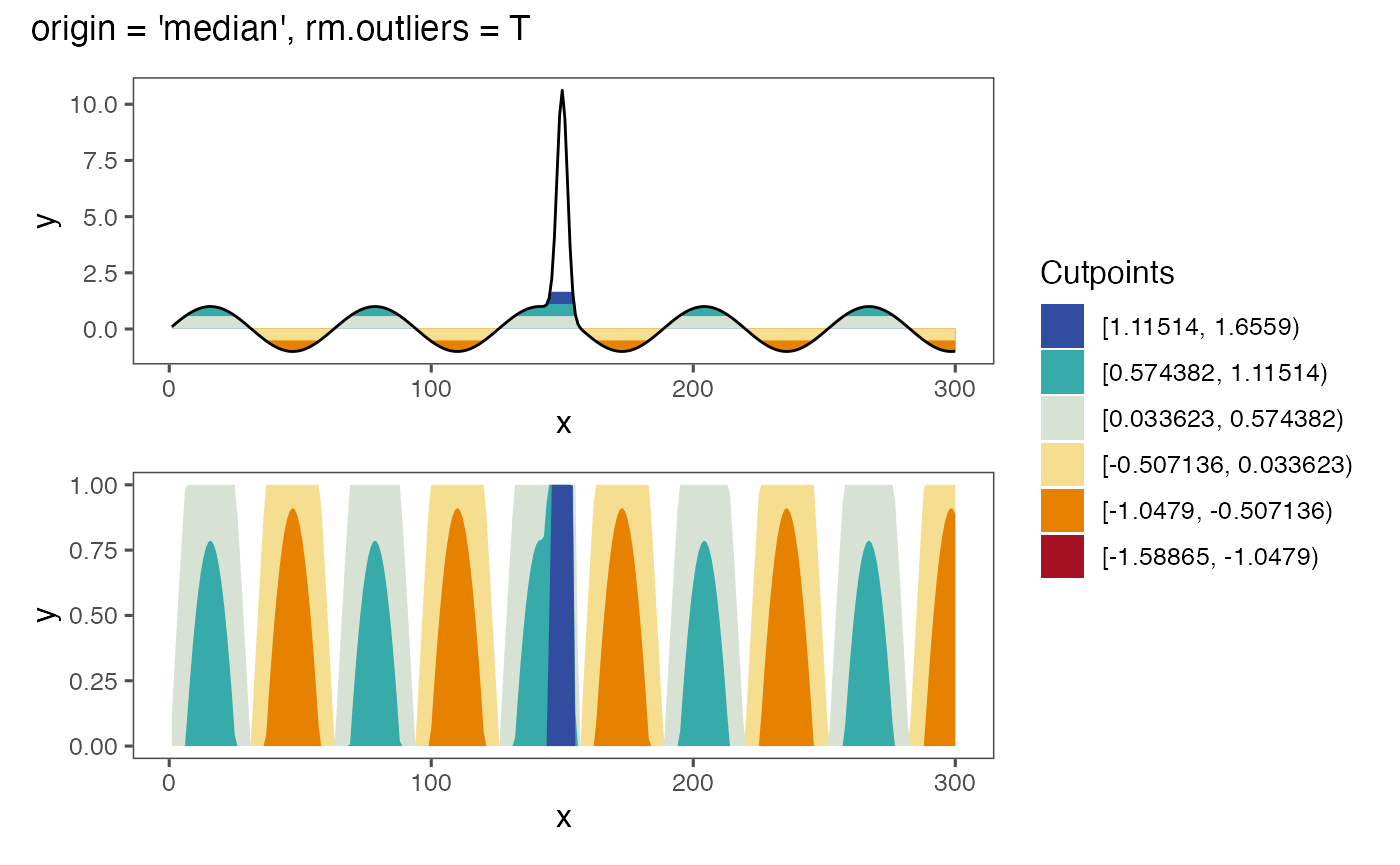 origin = 'median', rm.outliers = T
10.0
7.5
5.0
2.5
0.0
y
0 100 200 300
x
1.00
0.75
0.50
0.25
0.00
y
0 100 200 300
x
Cutpoints
[1.11514, 1.6559)
[0.574382, 1.11514)
[0.033623, 0.574382)
[-0.507136, 0.033623)
[-1.0479, -0.507136)
[-1.58865, -1.0479)